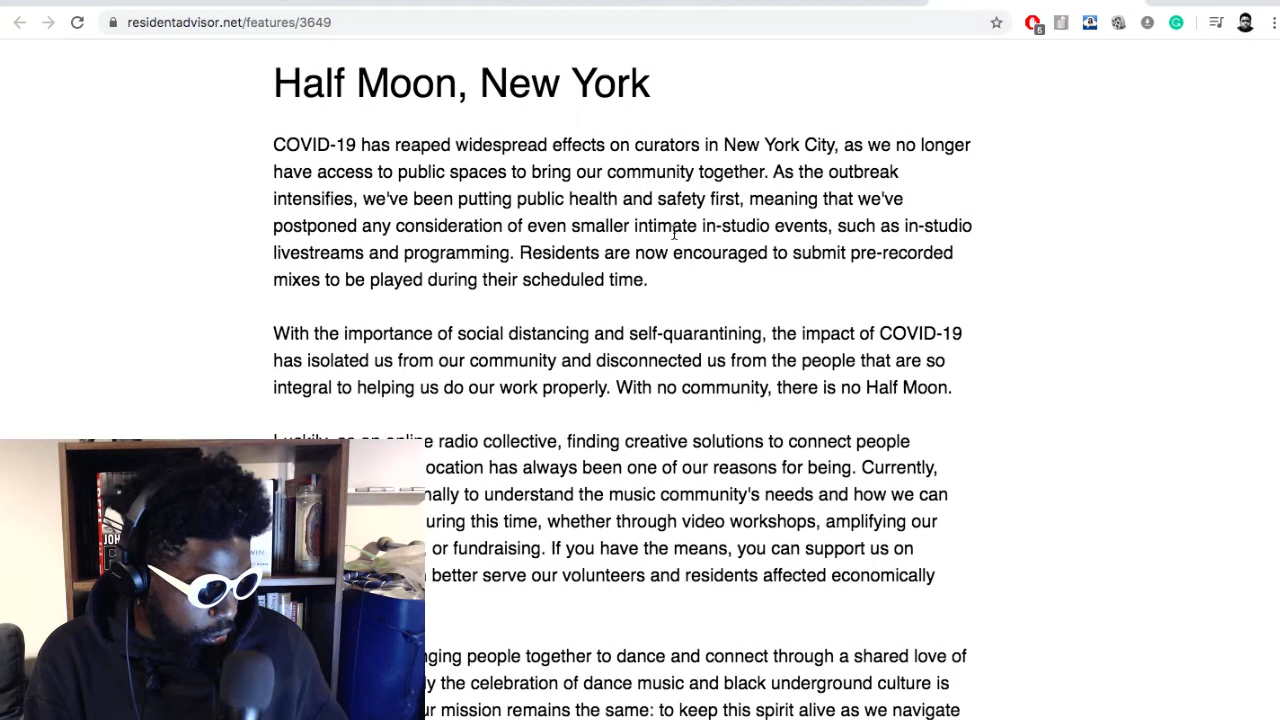 residentadvisor.net/features/3649
5
a
Half Moon, New York
COVID-19 has reaped widespread effects on curators in New York City, as we no longer
have access to public spaces to bring our community together. As the outbreak
intensifies, we've been putting public health and safety first, meaning that we've
postponed any consideration of even smaller intimate in-studio events, such as in-studio
livestreams and programming. Residents are now encouraged to submit pre-recorded
mixes to be played during their scheduled time.
With the importance of social distancing and self-quarantining, the impact of COVID-19
has isolated us from our community and disconnected us from the people that are so
integral to helping us do our work properly. With no community, there is no Half Moon.
Luckily, as an online radio collective, finding creative solutions to connect people
ocation has always been one of our reasons for being. Currently,
nally to understand the music community's needs and how we can
uring this time, whether through video workshops, amplifying our
, or fundraising. If you have the means, you can support us on
better serve our volunteers and residents affected economically
nging people together to dance and connect through a shared love of
ly the celebration of dance music and black underground culture is
ur mission remains the same: to keep this spirit alive as we navigate
JOH
WIN